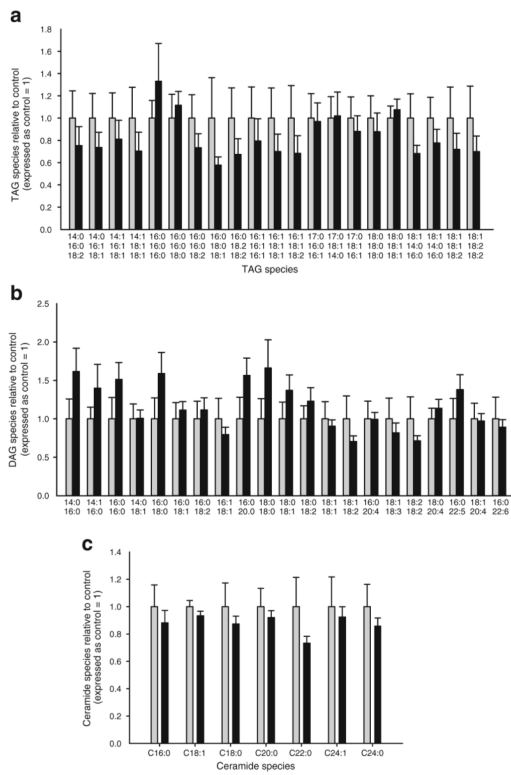 a
TAG species relative to control
(expressed as control = 1)
1.8
1.6
1.4
1.2
1.0
0.8
0.6
0.4
0.2
0.0
14:0 14:0 14:1 14:1 16:0 16:0 16:0 16:0 16:0 16:1 16:1 16:1 17:0 17:0 17:0 18:0 18:0 18:1 18:1 18:1 18:1
16:0 16:1 16:1 18:1 16:0 16:0 16:0 18:0 18:2 16:1 18:1 18:1 16:0 18:1 18:1 18:0 18:1 14:0 14:0 18:1 18:2
18:2 18:1 18:1 18:1 16:0 18:0 18:2 18:1 18:2 16:1 18:1 18:2 16:1 14:0 16:1 18:0 18:1 16:0 16:0 18:2 18:2
TAG species
b
DAG species relative to control
(expressed as control = 1)
2.5
2.0
1.5
1.0
0.5
0.0
14:0 14:1 16:0 14:0 16:0 16:0 16:0 16:1 16:0 18:0 18:0 18:0 18:1 18:1 16:0 18:1 18:2 18:0 16:0 18:1 16:0
16:0 16:0 16:0 18:1 18:0 18:1 18:2 18:1 20.0 18:0 18:1 18:2 18:1 18:2 20:4 18:3 18:2 20:4 22:5 20:4 22:6
c
Ceramide species relative to control
(expressed as control = 1)
1.4
1.2
1.0
0.8
0.6
0.4
0.2
0.0
C16:0 C18:1 C18:0 C20:0 C22:0 C24:1 C24:0
Ceramide species